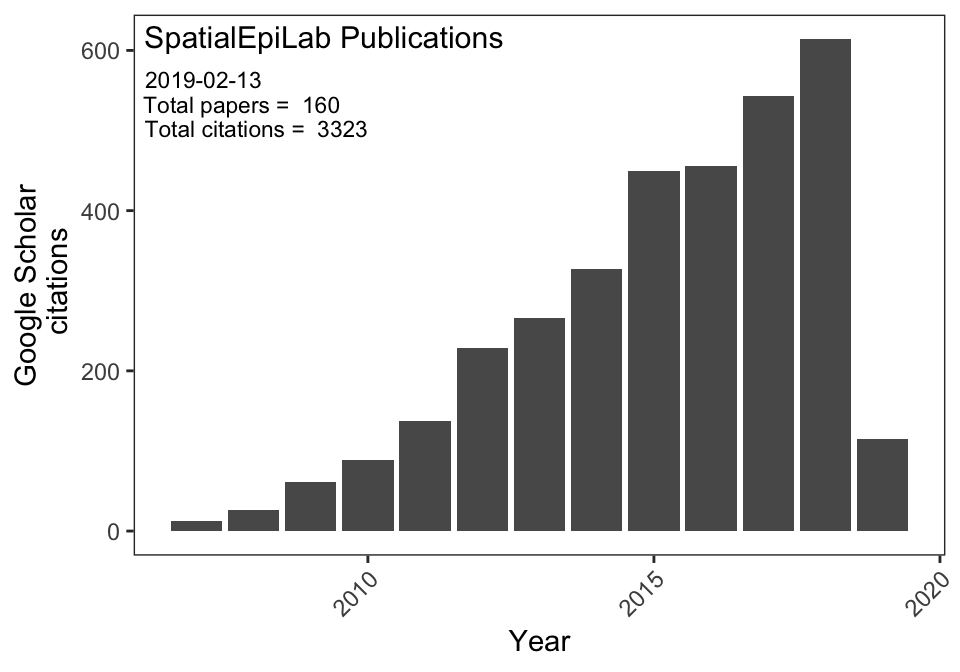 SpatialEpiLab Publications
2019-02-13
Total papers =  160
Total citations =  3323
600
400
200
0
Google Scholar
citations
2010
2015
2020
Year